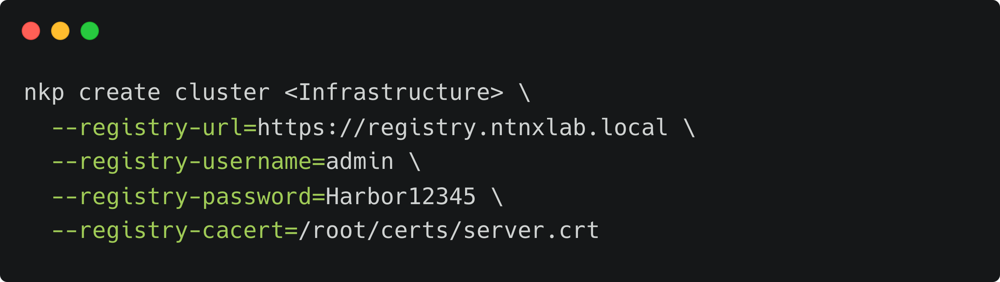 nkp create cluster <Infrastructure> \
--registry-url=https://registry.ntnxlab.local \
--registry-username=admin \
--registry-password=Harbor12345 \
--registry-cacert=/root/certs/server.crt